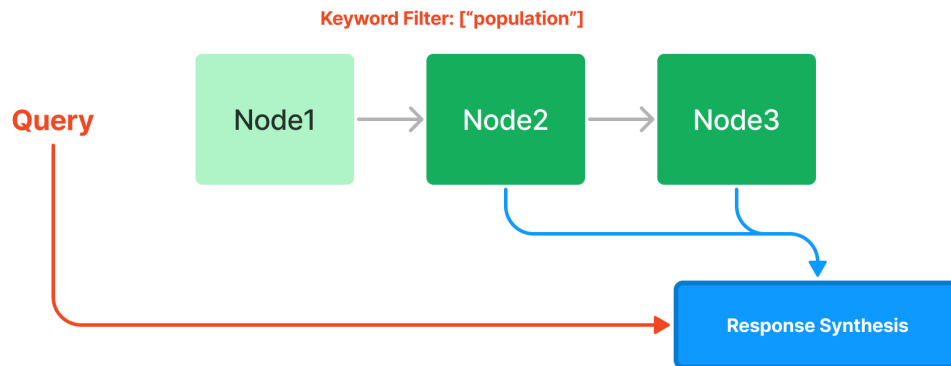 Keyword Filter: [“population”]
Query
Node1
Node2
Node3
Response Synthesis